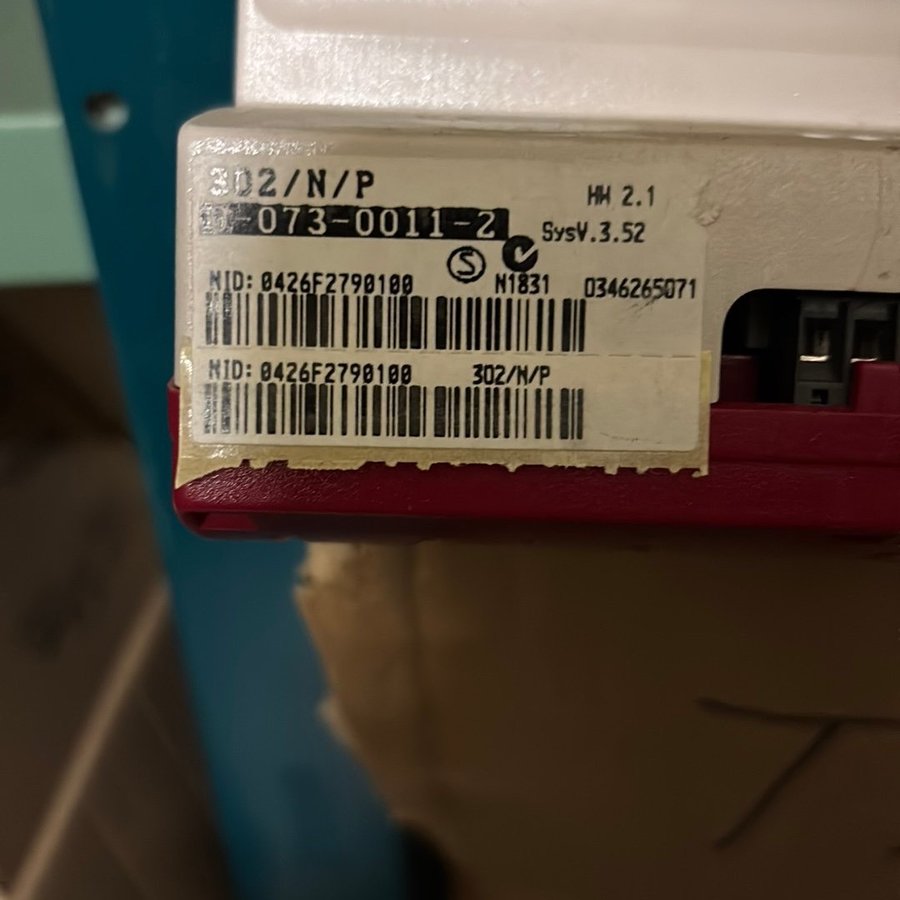 302/N/P
HW 2.1
-073-0011-2
SysV.3.52
S
N1831
0346265071
NID: 0426F2790100
NID: 0426F2790100 302/N/P